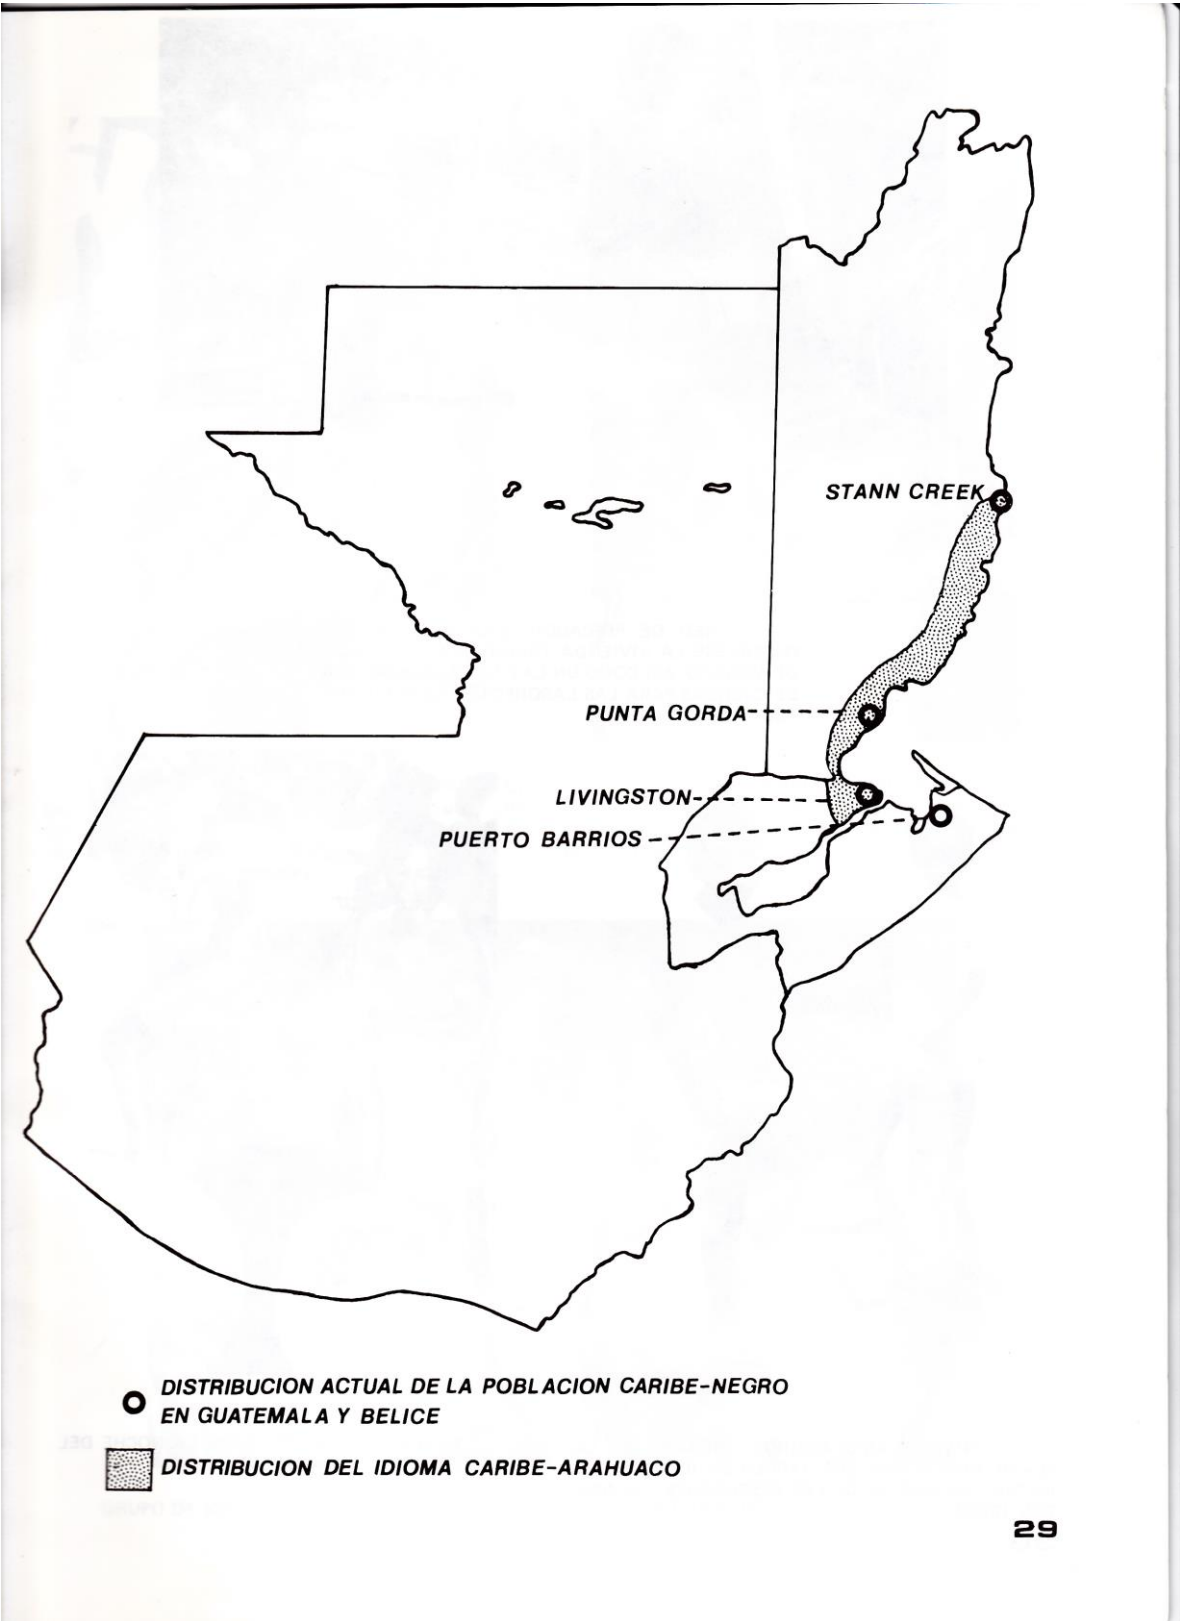 STANN CREEK
PUNTA GORDA
LIVINGSTON
PUERTO BARRIOS
DISTRIBUCION ACTUAL DE LA POBLACION CARIBE-NEGRO
EN GUATEMALA Y BELICE
DISTRIBUCION DEL IDIOMA CARIBE-ARAHUACO
29